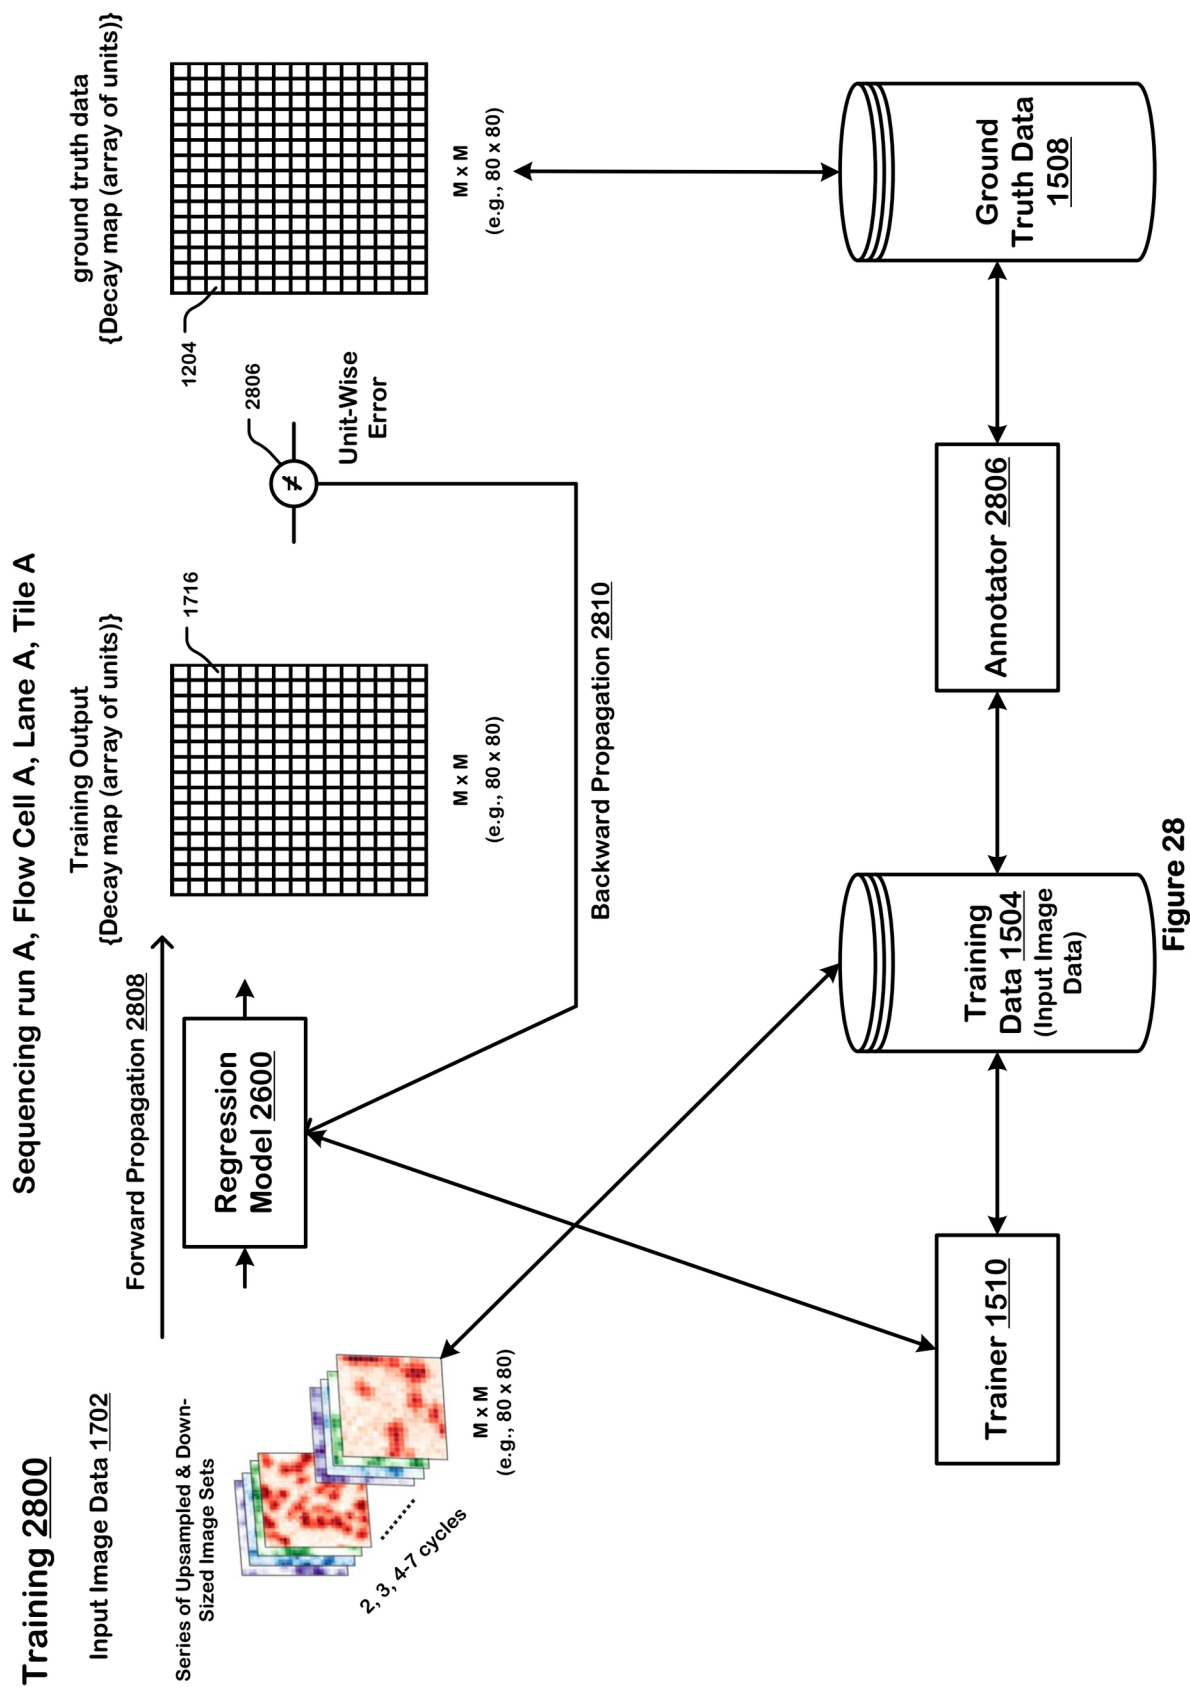 Sequencing run A, Flow Cell A, Lane A, Tile A
Training 2800
Input Image Data 1702
Series of Upsampled & Down-
Sized Image Sets
2, 3, 4-7 cycles
M x M
(e.g., 80 x 80)
Forward Propagation 2808
Regression
Model 2600
Training Output
{Decay map (array of units)}
1716
M x M
(e.g., 80 x 80)
≠
2806
Unit-Wise
Error
ground truth data
{Decay map (array of units)}
1204
M x M
(e.g., 80 x 80)
Backward Propagation 2810
Trainer 1510
Training
Data 1504
(Input Image
Data)
Annotator 2806
Ground
Truth Data
1508
Figure 28